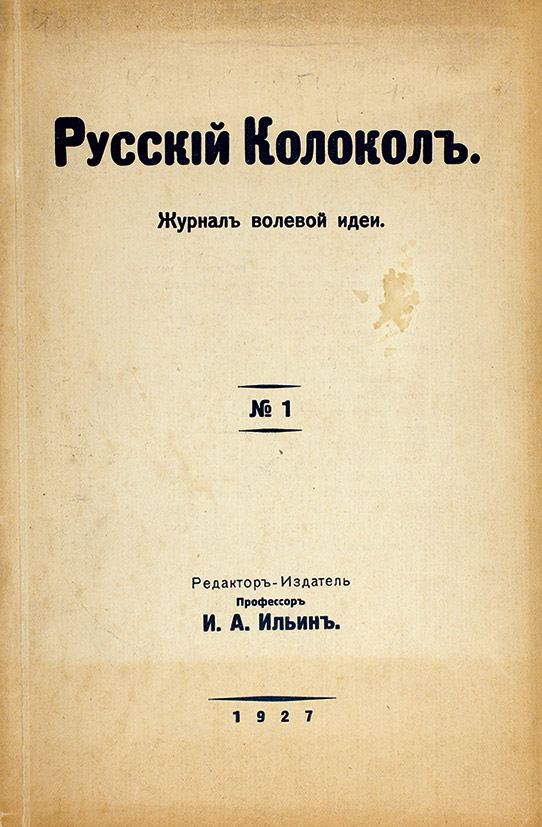 Русскій Колоколъ.
Журналъ волевой идеи.
№ 1
Редакторъ-Издатель
Профессоръ
И. А. Ильинъ.
1927